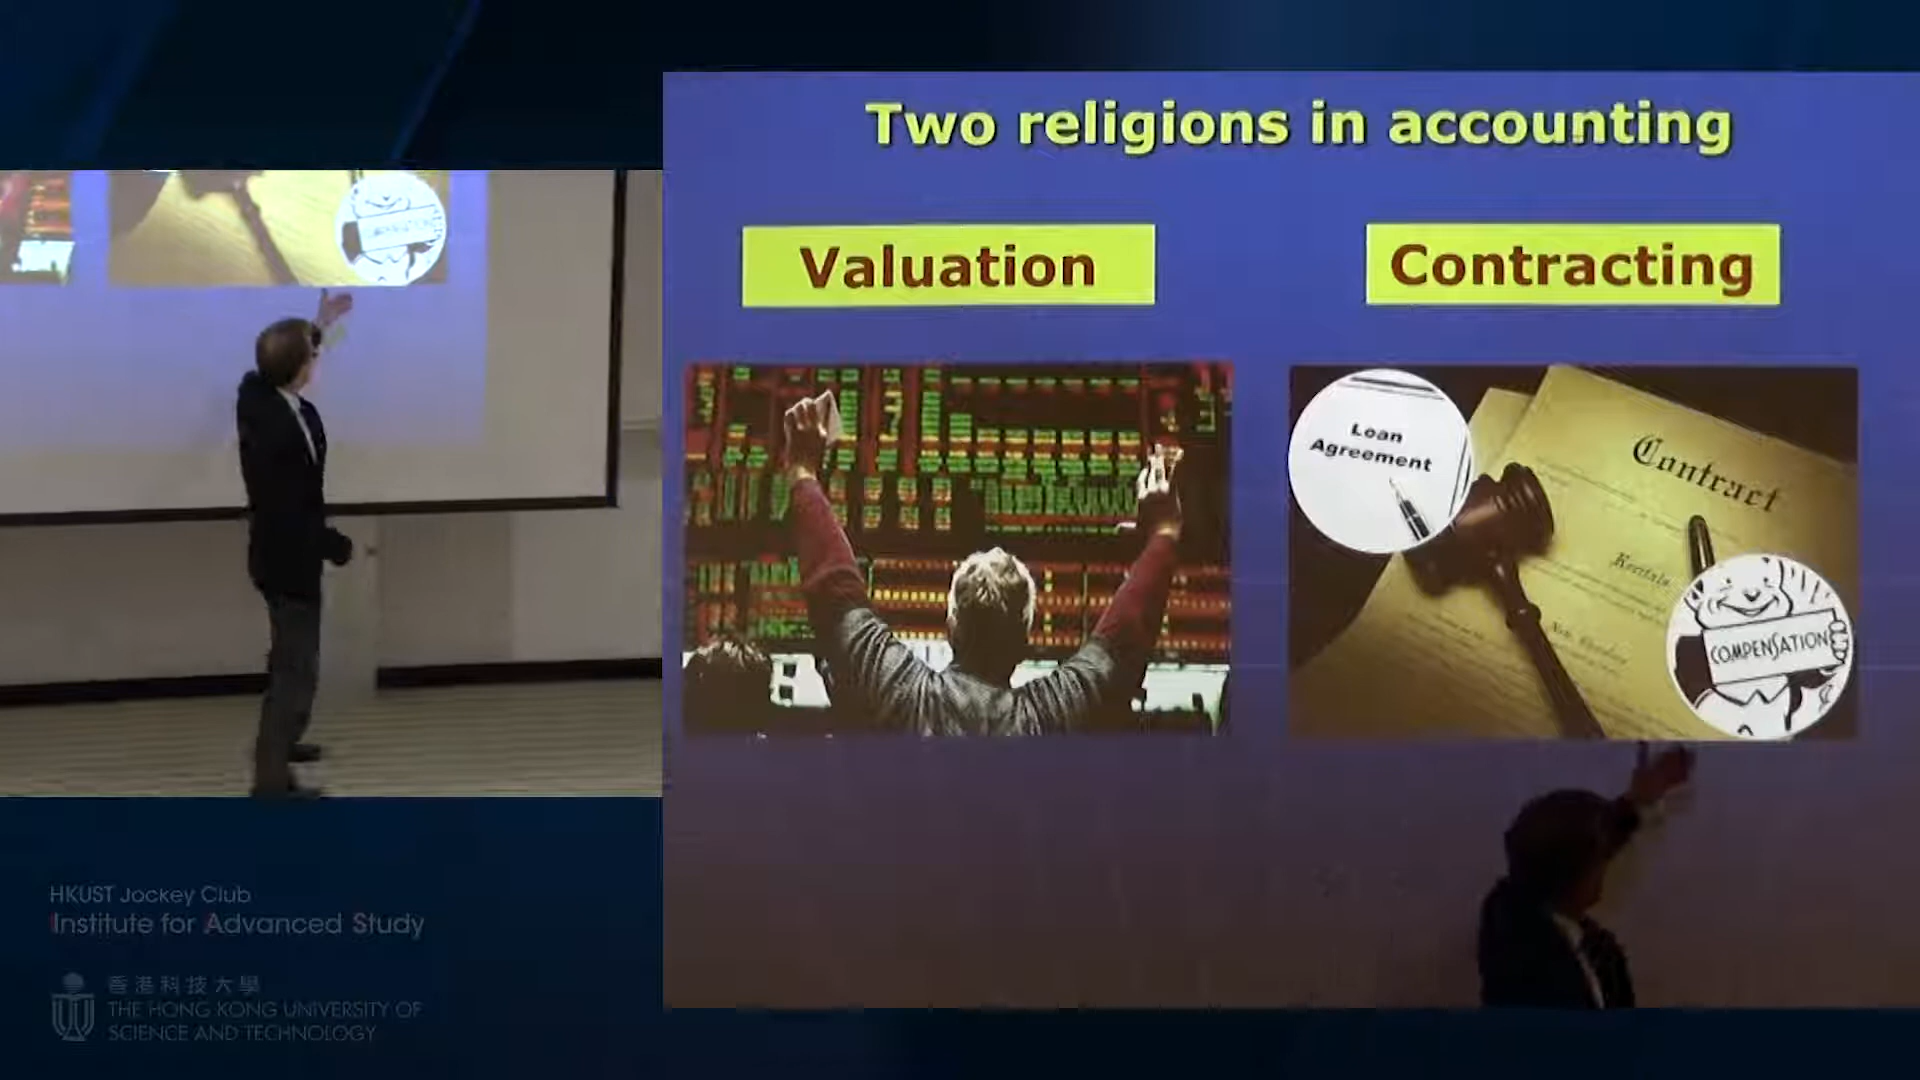 Two religions in accounting
Valuation
Contracting
Loan
Agreement
Contract
Recitals
COMPENSATION
HKUST Jockey Club
Institute for Advanced Study
香港科技大學
THE HONG KONG UNIVERSITY OF
SCIENCE AND TECHNOLOGY